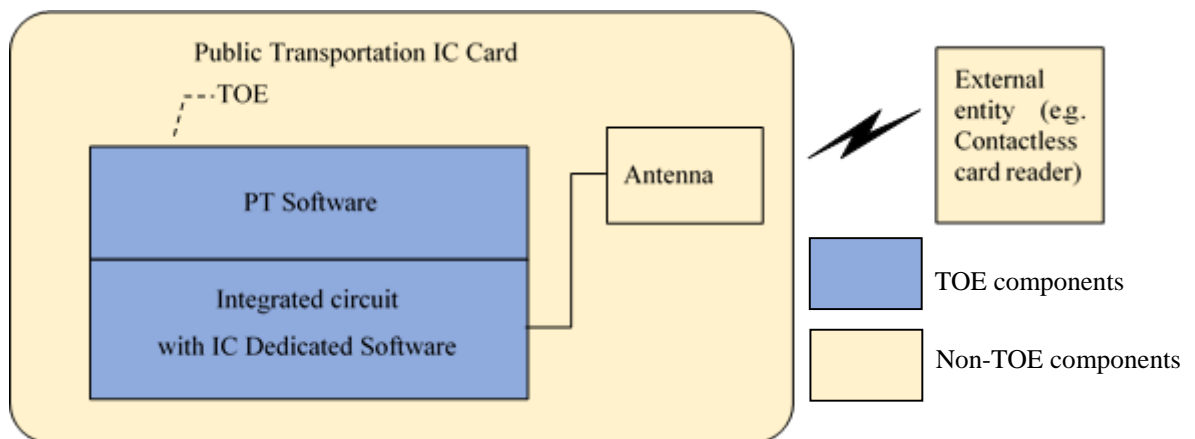 Public Transportation IC Card
TOE
PT Software
Integrated circuit
with IC Dedicated Software
Antenna
External
entity (e.g.
Contactless
card reader)
TOE components
Non-TOE components